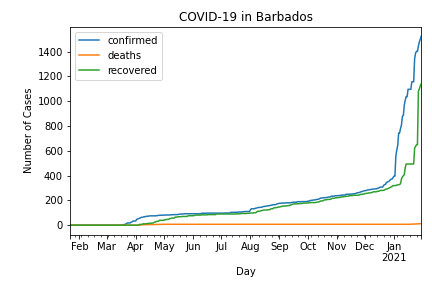 COVID-19 in Barbados
confirmed
deaths
recovered
Number of Cases
1400
1200
1000
800
600
400
200
0
Feb Mar Apr May Jun Jul Aug Sep Oct Nov Dec Jan
2021
Day